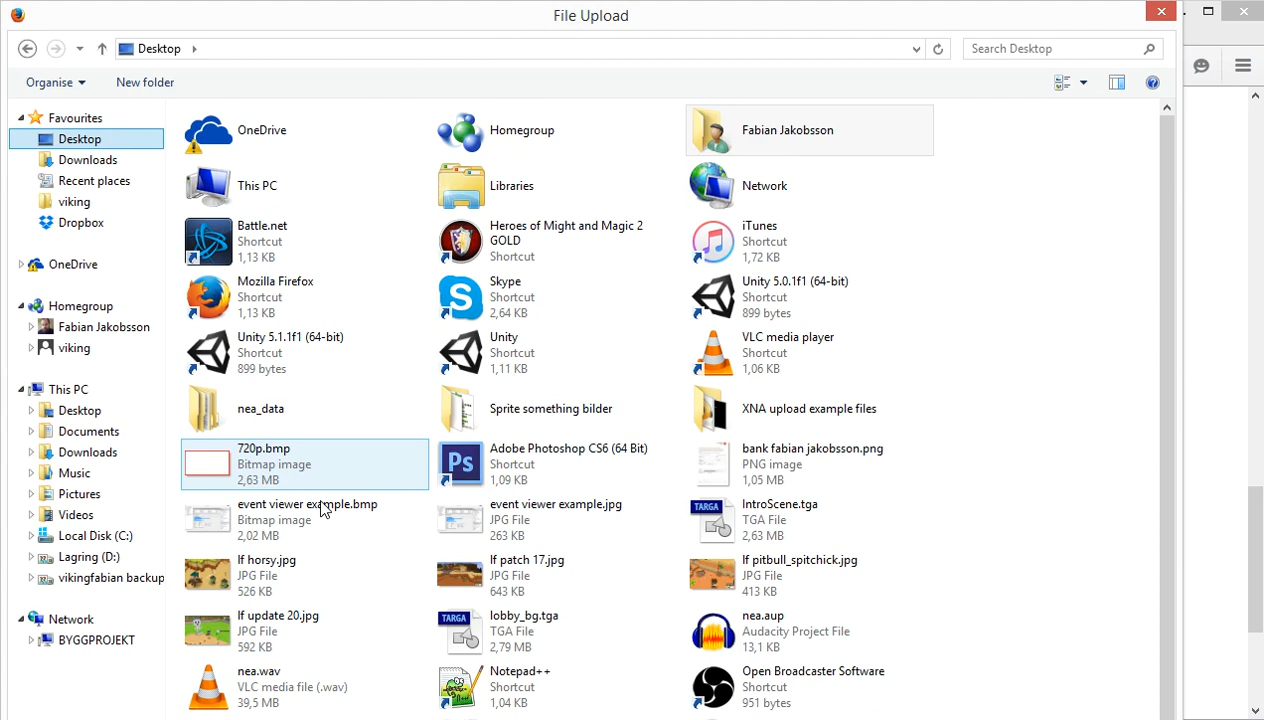 File Upload
Desktop
Search Desktop
Organise
New folder
Favourites
Desktop
Downloads
Recent places
viking
Dropbox
OneDrive
Homegroup
Fabian Jakobsson
viking
This PC
Desktop
Documents
Downloads
Music
Pictures
Videos
Local Disk (C:)
Lagring (D:)
vikingfabian backup
Network
BYGGPROJEKT
OneDrive
Homegroup
Fabian Jakobsson
This PC
Libraries
Network
Battle.net
Shortcut
1,13 KB
Heroes of Might and Magic 2
GOLD
Shortcut
iTunes
Shortcut
1,72 KB
Mozilla Firefox
Shortcut
1,13 KB
Skype
Shortcut
2,64 KB
Unity 5.0.1f1 (64-bit)
Shortcut
899 bytes
Unity 5.1.1f1 (64-bit)
Shortcut
899 bytes
Unity
Shortcut
1,11 KB
VLC media player
Shortcut
1,06 KB
nea_data
Sprite something bilder
XNA upload example files
720p.bmp
Bitmap image
2,63 MB
Ps
Adobe Photoshop CS6 (64 Bit)
Shortcut
1,09 KB
bank fabian jakobsson.png
PNG image
1,05 MB
event viewer example.bmp
Bitmap image
2,02 MB
event viewer example.jpg
JPG File
263 KB
TARGA
IntroScene.tga
TGA File
2,63 MB
lf horsy.jpg
JPG File
526 KB
lf patch 17.jpg
JPG File
643 KB
lf pitbull_spitchick.jpg
JPG File
413 KB
lf update 20.jpg
JPG File
592 KB
TARGA
lobby_bg.tga
TGA File
2,79 MB
nea.aup
Audacity Project File
13,1 KB
nea.wav
VLC media file (.wav)
39,5 MB
Notepad++
Shortcut
1,04 KB
Open Broadcaster Software
Shortcut
951 bytes